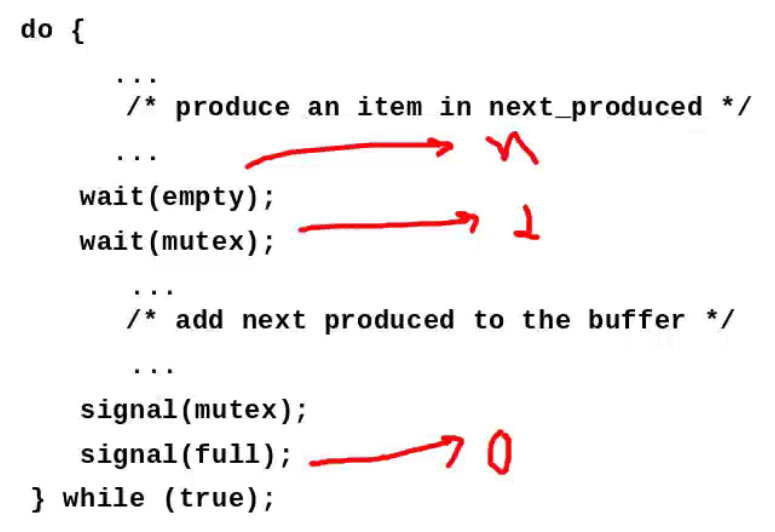 do {
...
/* produce an item in next_produced */
...
n
wait(empty);
wait(mutex);
1
...
/* add next produced to the buffer */
...
signal(mutex);
signal(full);
0
} while (true);